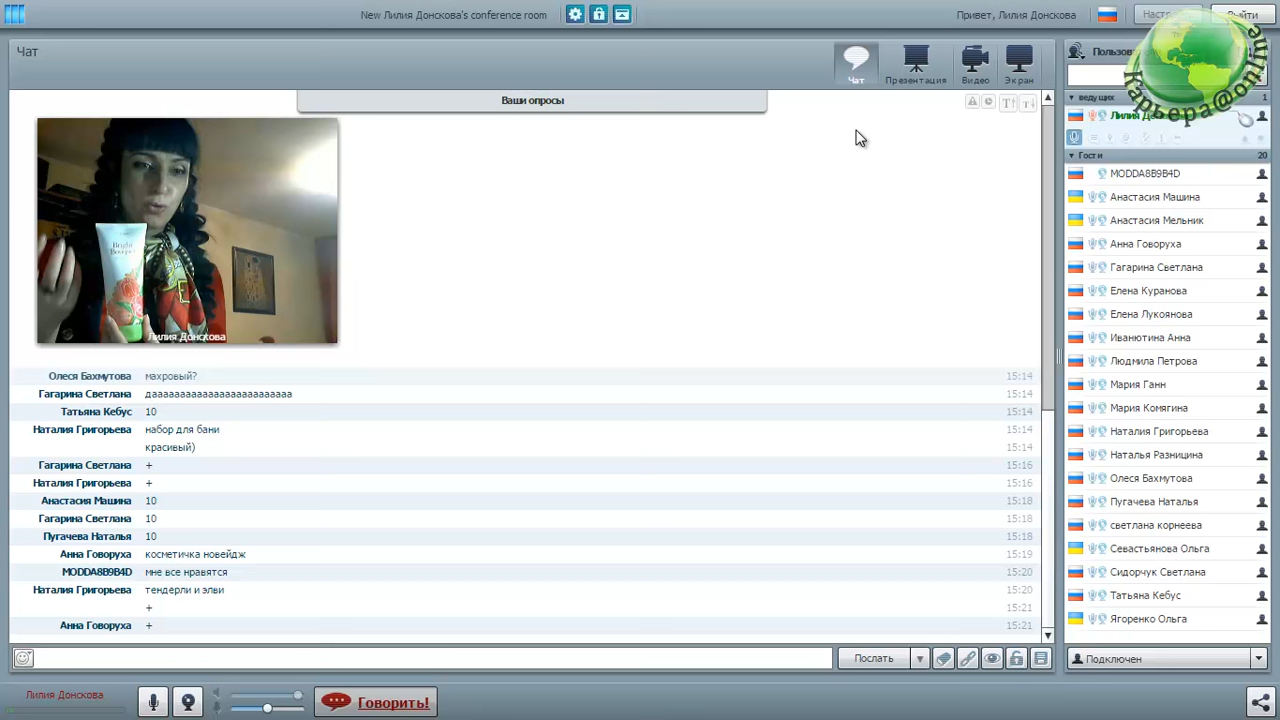 New Лилия Донскова's conference room
Привет, Лилия Донскова
Выйти
Чат
Чат
Презентация
Видео
Экран
Карьера@online
Ваши опросы
Bright
Bouquet
Лилия Донскова
Олеся Бахмутова махровый? 15:14
Гагарина Светлана даааааааааааааааааааааааааа 15:14
Татьяна Кебус 10 15:14
Наталия Григорьева набор для бани 15:14
красивый) 15:14
Гагарина Светлана + 15:16
Наталия Григорьева + 15:16
Анастасия Машина 10 15:18
Гагарина Светлана 10 15:18
Пугачева Наталья 10 15:18
Анна Говоруха косметичка новейдж 15:19
MODDA8B9B4D мне все нравятся 15:20
Наталия Григорьева тендерли и элви 15:20
+ 15:21
Анна Говоруха + 15:21
Послать
Лилия Донскова
Говорить!
ведущих 1
Гости 20
MODDA8B9B4D
Анастасия Машина
Анастасия Мельник
Анна Говоруха
Гагарина Светлана
Елена Куранова
Елена Лукоянова
Иванютина Анна
Людмила Петрова
Мария Ганн
Мария Комягина
Наталия Григорьева
Наталья Разницина
Олеся Бахмутова
Пугачева Наталья
светлана корнеева
Севастьянова Ольга
Сидорчук Светлана
Татьяна Кебус
Ягоренко Ольга
Подключен